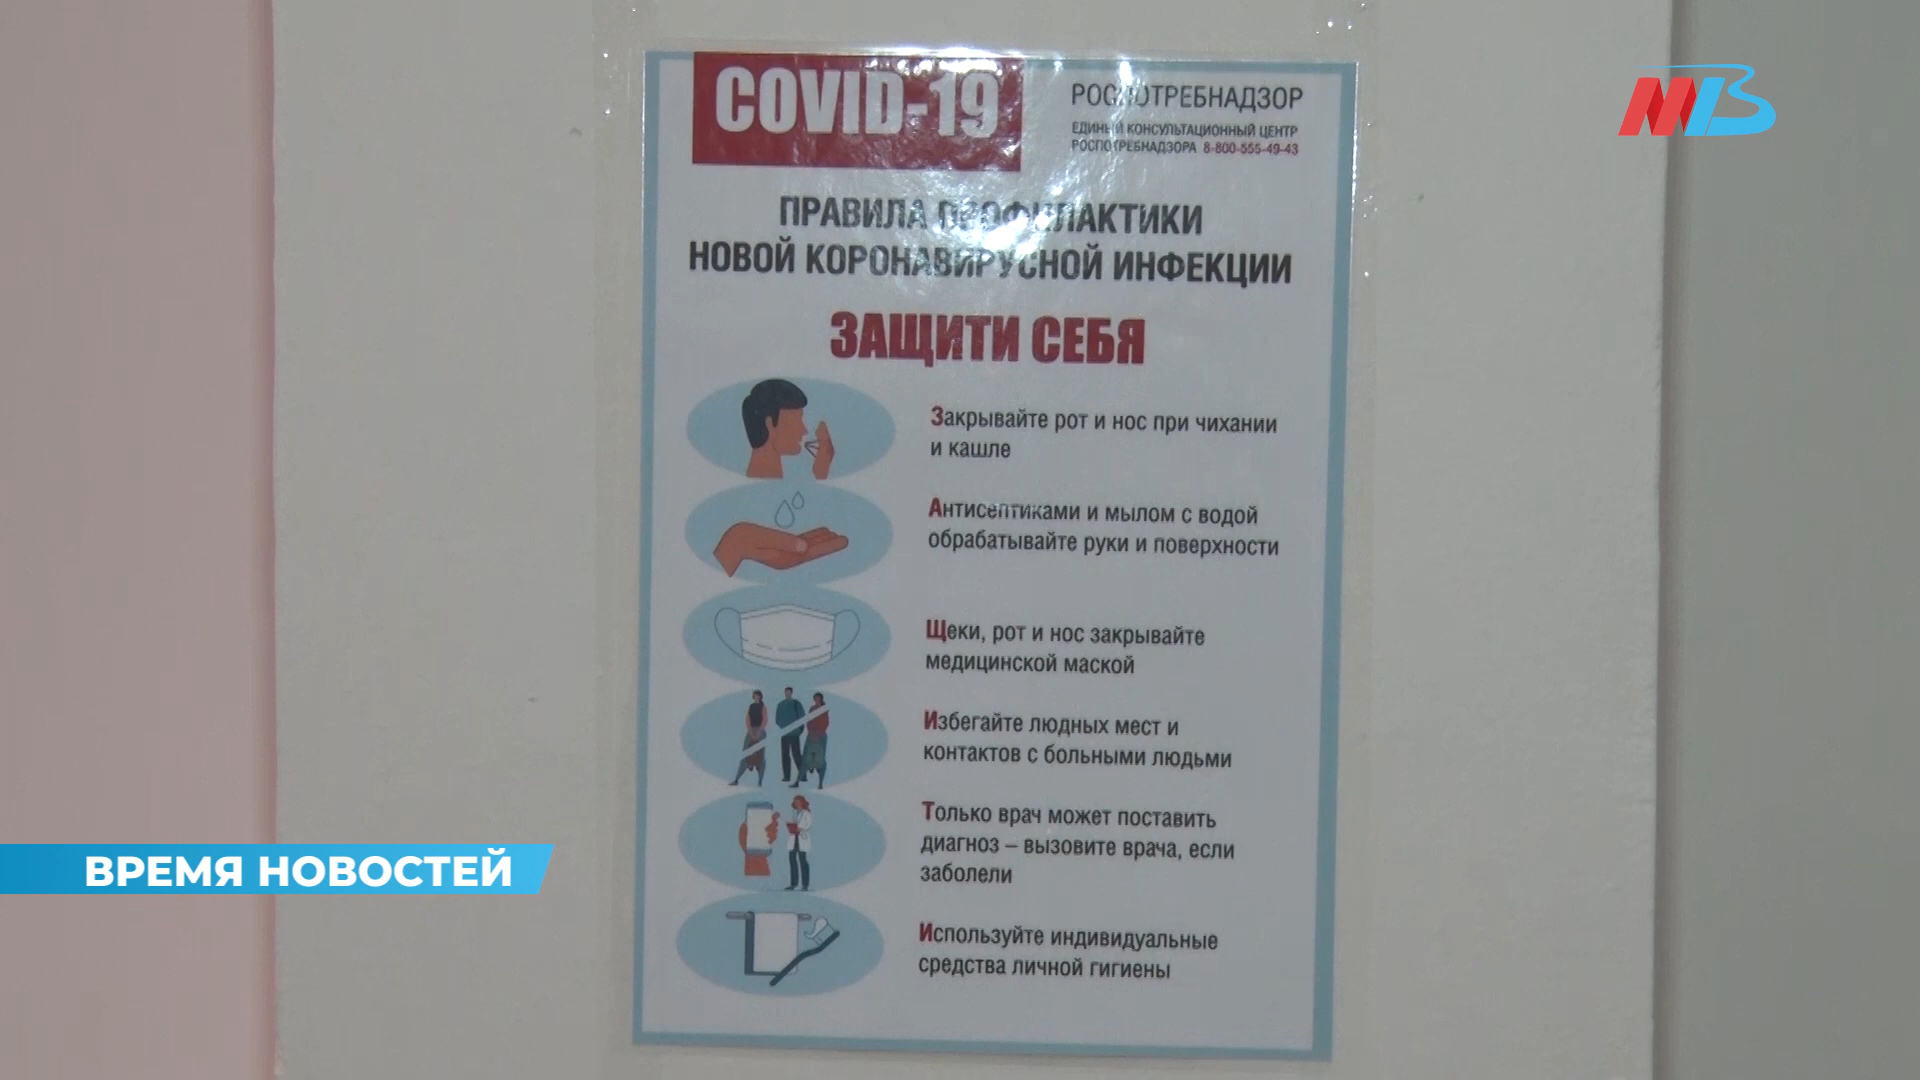 COVID-19
РОСПОТРЕБНАДЗОР
ЕДИНЫЙ КОНСУЛЬТАЦИОННЫЙ ЦЕНТР
РОСПОТРЕБНАДЗОРА 8-800-555-49-43
ПРАВИЛА ПРОФИЛАКТИКИ
НОВОЙ КОРОНАВИРУСНОЙ ИНФЕКЦИИ
ЗАЩИТИ СЕБЯ
Закрывайте рот и нос при чихании
и кашле
Антисептиками и мылом с водой
обрабатывайте руки и поверхности
Щеки, рот и нос закрывайте
медицинской маской
Избегайте людных мест и
контактов с больными людьми
Только врач может поставить
диагноз – вызовите врача, если
заболели
Используйте индивидуальные
средства личной гигиены
ВРЕМЯ НОВОСТЕЙ
МТВ